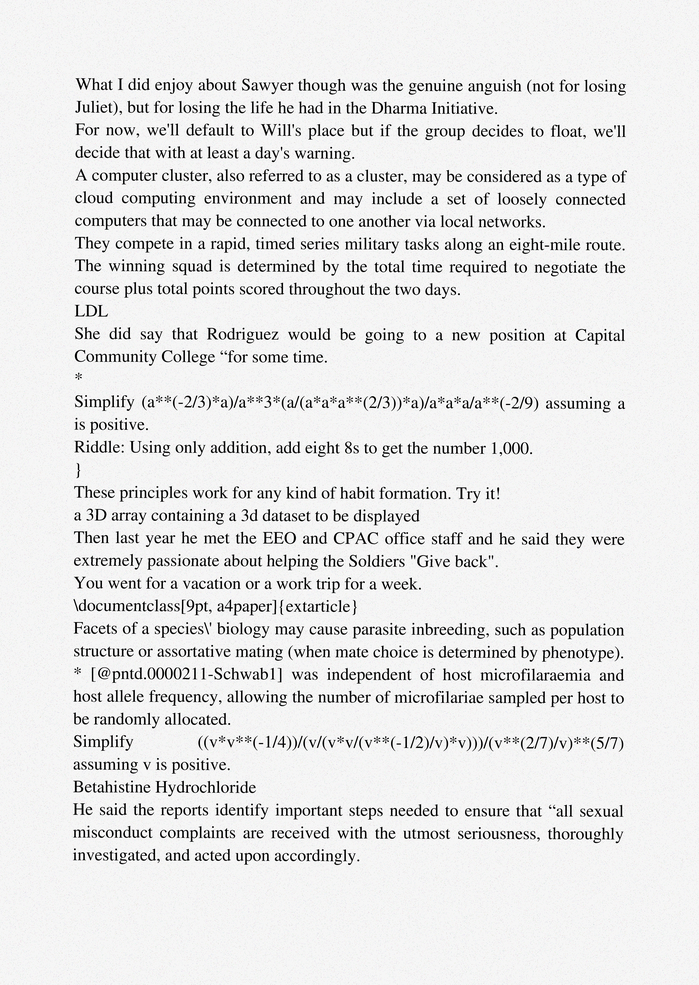 What I did enjoy about Sawyer though was the genuine anguish (not for losing
Juliet), but for losing the life he had in the Dharma Initiative.
For now, we'll default to Will's place but if the group decides to float, we'll
decide that with at least a day's warning.
A computer cluster, also referred to as a cluster, may be considered as a type of
cloud computing environment and may include a set of loosely connected
computers that may be connected to one another via local networks.
They compete in a rapid, timed series military tasks along an eight-mile route.
The winning squad is determined by the total time required to negotiate the
course plus total points scored throughout the two days.
LDL
She did say that Rodriguez would be going to a new position at Capital
Community College “for some time.
*
Simplify (a**(-2/3)*a)/a**3*(a/(a*a*a**(2/3))*a)/a*a*a/a**(-2/9) assuming a
is positive.
Riddle: Using only addition, add eight 8s to get the number 1,000.
}
These principles work for any kind of habit formation. Try it!
a 3D array containing a 3d dataset to be displayed
Then last year he met the EEO and CPAC office staff and he said they were
extremely passionate about helping the Soldiers "Give back".
You went for a vacation or a work trip for a week.
\documentclass[9pt, a4paper]{extarticle}
Facets of a species\' biology may cause parasite inbreeding, such as population
structure or assortative mating (when mate choice is determined by phenotype).
* [@pntd.0000211-Schwab1] was independent of host microfilaraemia and
host allele frequency, allowing the number of microfilariae sampled per host to
be randomly allocated.
Simplify ((v*v**(-1/4))/(v/(v*v/(v**(-1/2)/v)*v)))/(v**(2/7)/v)**(5/7)
assuming v is positive.
Betahistine Hydrochloride
He said the reports identify important steps needed to ensure that “all sexual
misconduct complaints are received with the utmost seriousness, thoroughly
investigated, and acted upon accordingly.